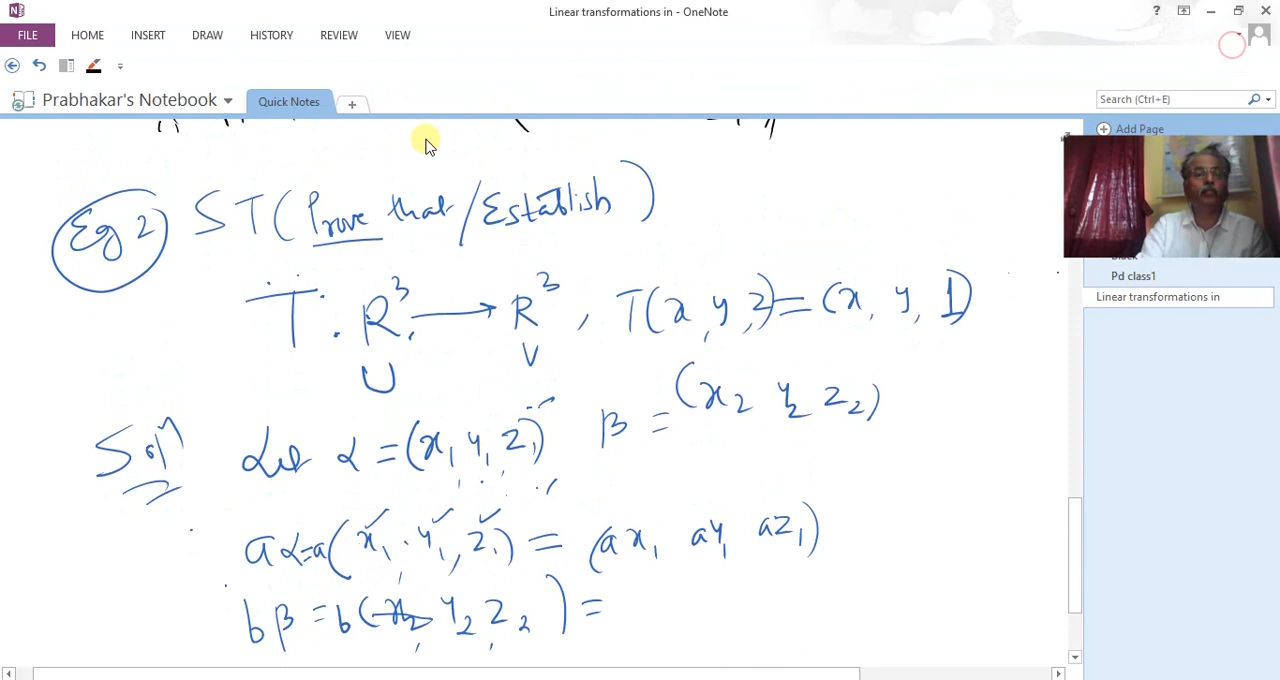 Linear transformations in - OneNote
FILE HOME INSERT DRAW HISTORY REVIEW VIEW
Prabhakar's Notebook Quick Notes + Search (Ctrl+E)
Add Page
Eg 2) ST (Prove that/Establish)
Pd class1
Linear transformations in
T: R³ → R³, T(x, y, z) = (x, y, 1)
U V
Solⁿ Let α = (x₁, y₁, z₁) β = (x₂ y₂ z₂)
aα = a(x₁, y₁, z₁) = (ax₁ ay₁ az₁)
bβ = b(x₂, y₂, z₂) =